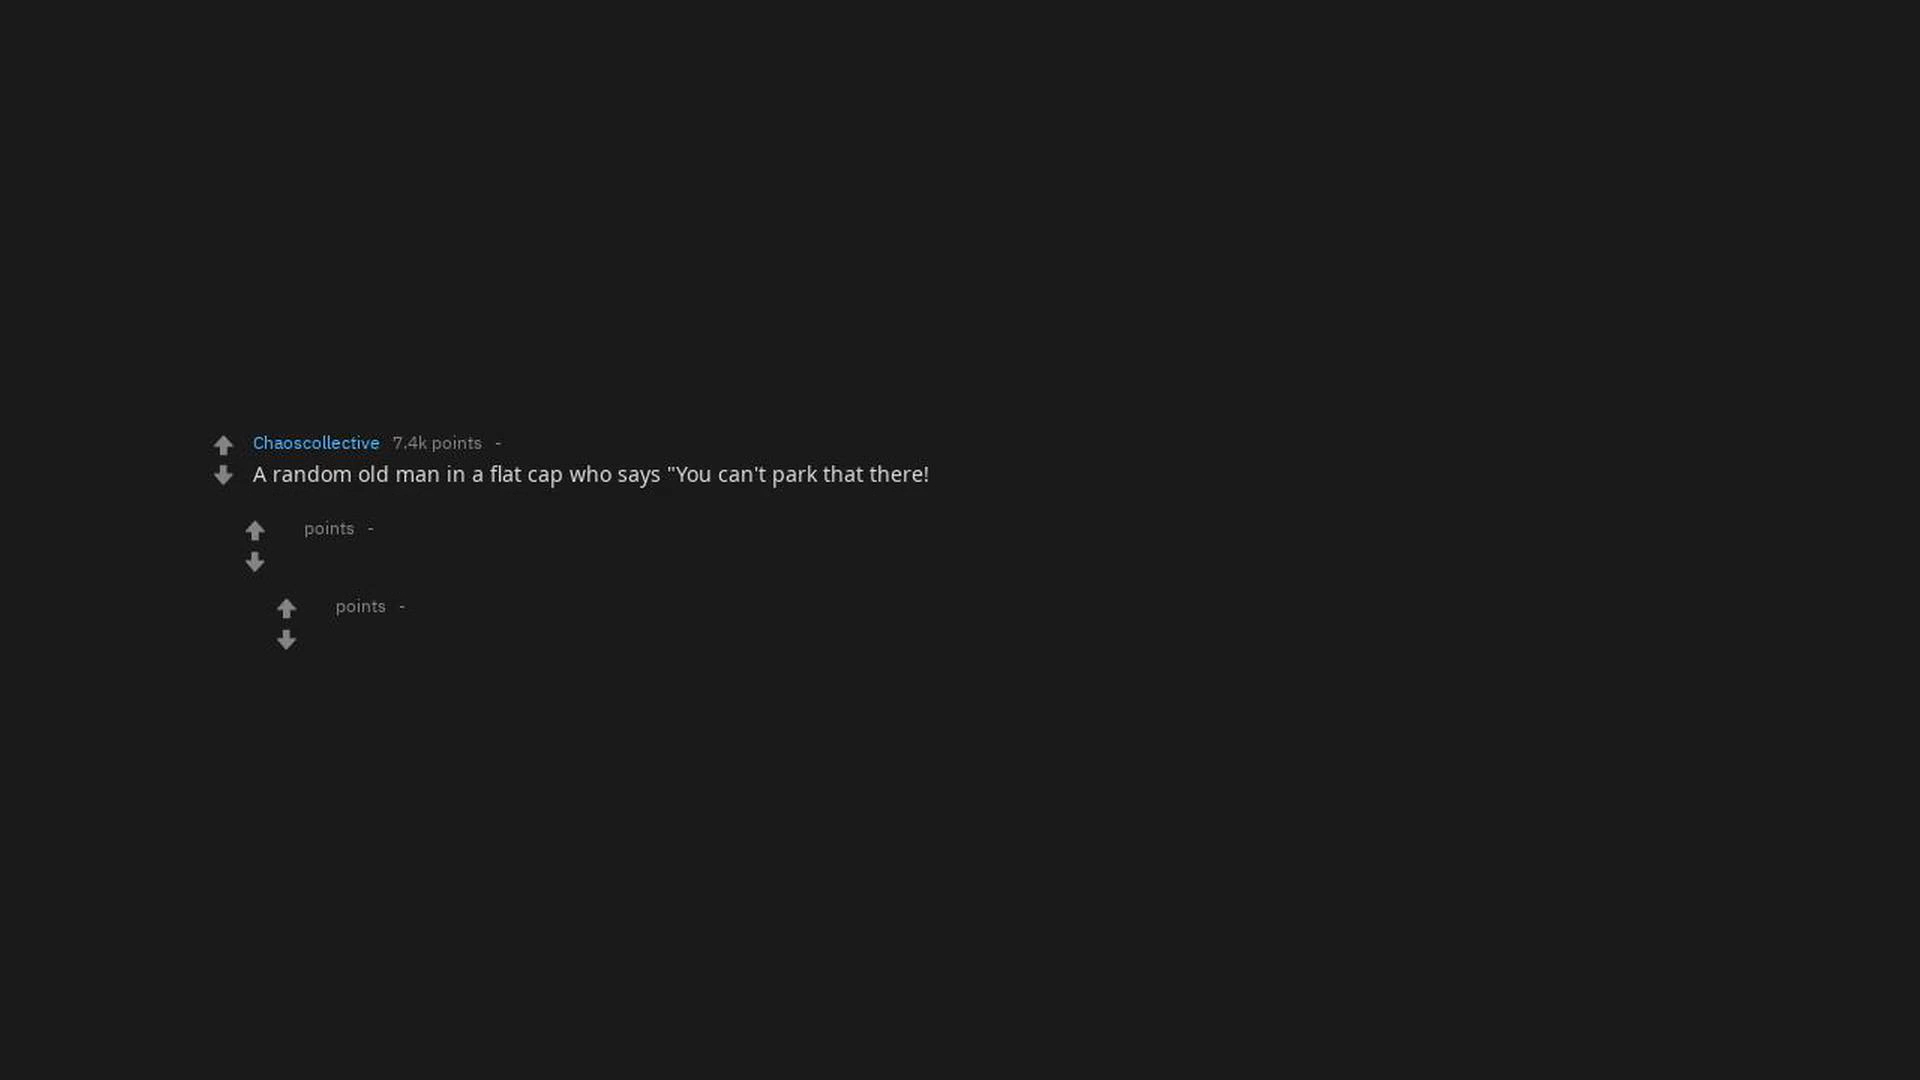 Chaoscollective 7.4k points -
A random old man in a flat cap who says "You can't park that there!
points -
points -